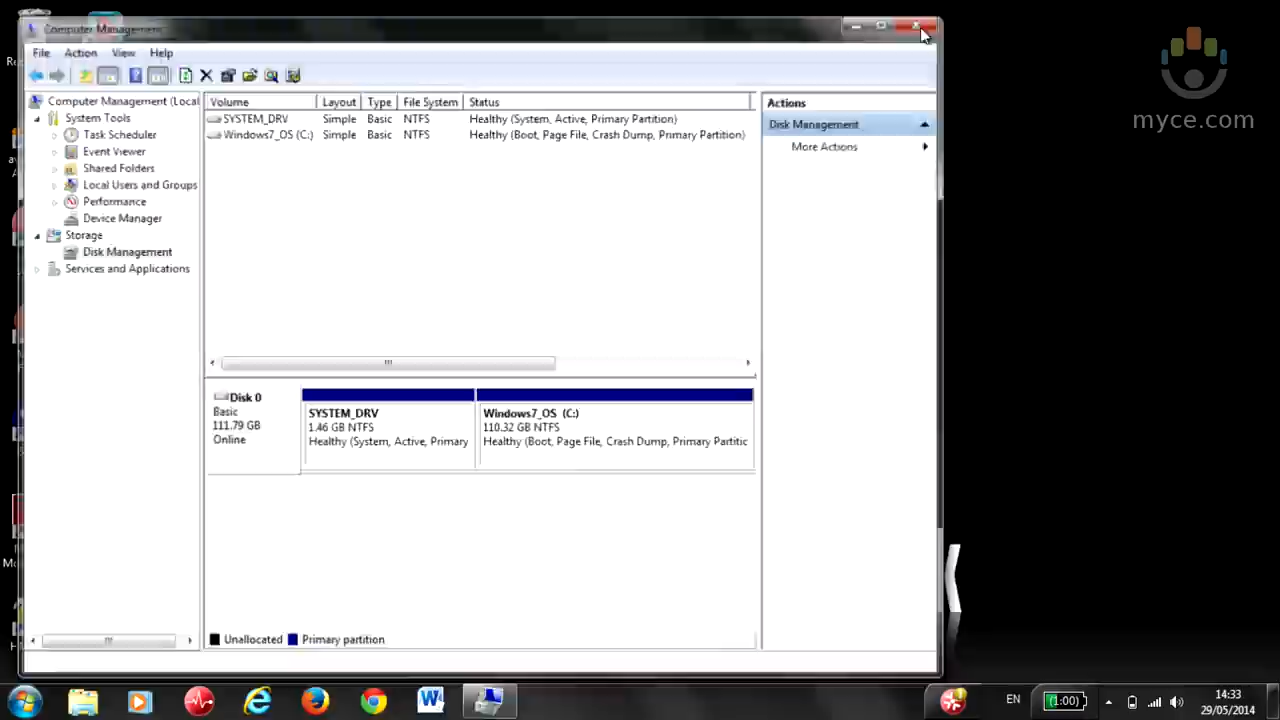 Computer Management
File Action View Help
Computer Management (Local
System Tools
Task Scheduler
Event Viewer
Shared Folders
Local Users and Groups
Performance
Device Manager
Storage
Disk Management
Services and Applications
Volume Layout Type File System Status
SYSTEM_DRV Simple Basic NTFS Healthy (System, Active, Primary Partition)
Windows7_OS (C:) Simple Basic NTFS Healthy (Boot, Page File, Crash Dump, Primary Partition)
Disk 0
Basic
111.79 GB
Online
SYSTEM_DRV
1.46 GB NTFS
Healthy (System, Active, Primary
Windows7_OS (C:)
110.32 GB NTFS
Healthy (Boot, Page File, Crash Dump, Primary Partitic
Unallocated Primary partition
Actions
Disk Management
More Actions
myce.com
EN
(1:00)
14:33
29/05/2014